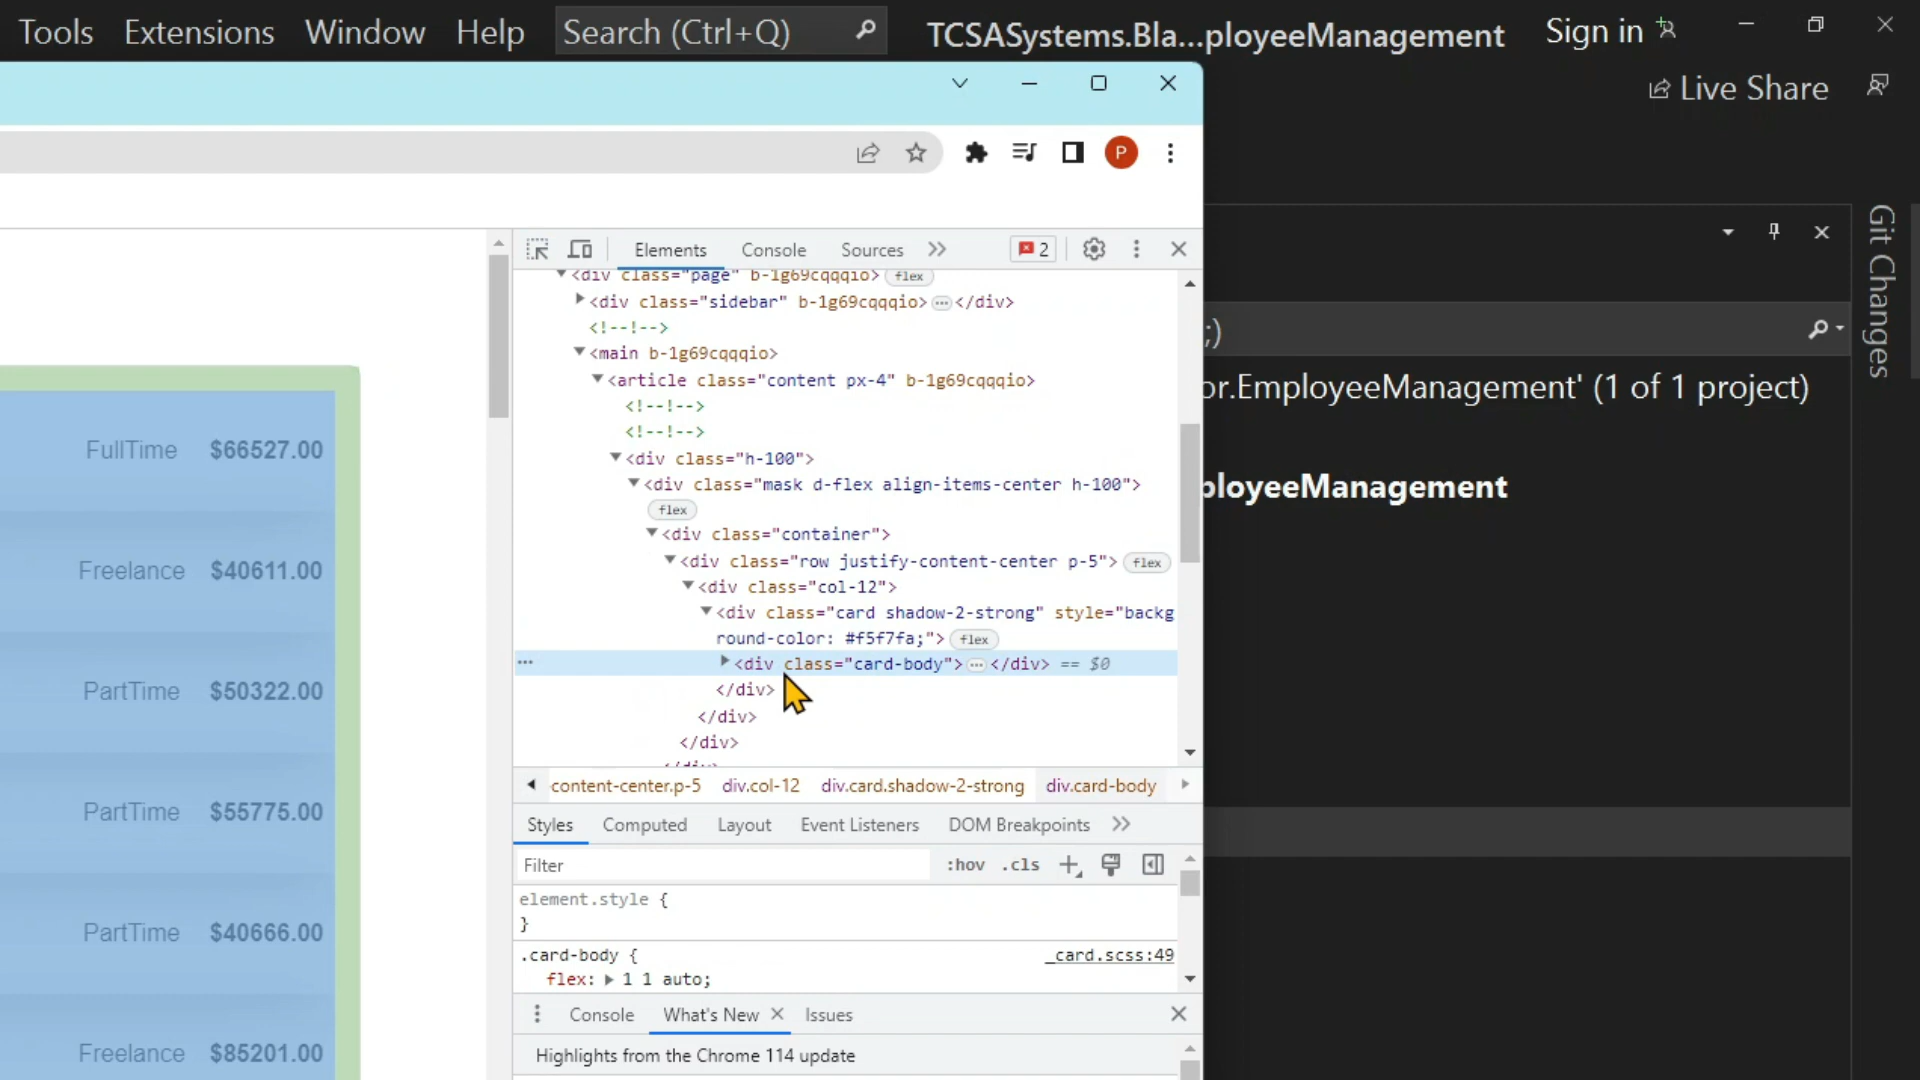 Tools Extensions Window Help Search (Ctrl+Q) TCSASystems.Bla...ployeeManagement Sign in
Live Share
P
Git Changes
Elements Console Sources 2
<div class="page" b-1g69cqqqio> flex
<div class="sidebar" b-1g69cqqqio> ... </div>
<!--!-->
<main b-1g69cqqqio>
<article class="content px-4" b-1g69cqqqio>
<!--!-->
<!--!-->
<div class="h-100">
<div class="mask d-flex align-items-center h-100">
flex
<div class="container">
<div class="row justify-content-center p-5"> flex
<div class="col-12">
<div class="card shadow-2-strong" style="backg
round-color: #f5f7fa;"> flex
... <div class="card-body"> ... </div> == $0
</div>
</div>
</div>
</div>
content-center.p-5 div.col-12 div.card.shadow-2-strong div.card-body
Styles Computed Layout Event Listeners DOM Breakpoints
Filter :hov .cls
element.style {
}
.card-body { _card.scss:49
flex: 1 1 auto;
Console What's New Issues
Highlights from the Chrome 114 update
FullTime $66527.00
Freelance $40611.00
PartTime $50322.00
PartTime $55775.00
PartTime $40666.00
Freelance $85201.00
;)
or.EmployeeManagement' (1 of 1 project)
ployeeManagement